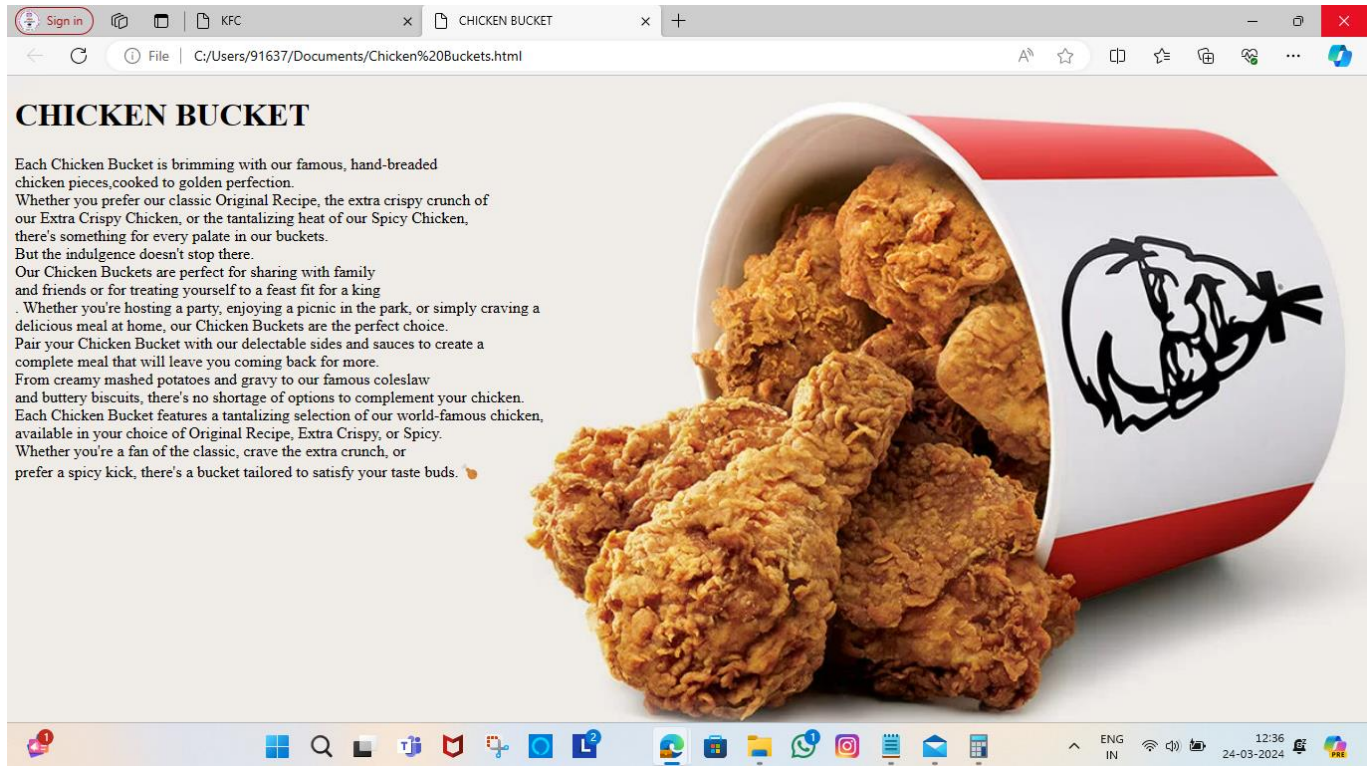 Sign in
KFC
CHICKEN BUCKET
File
C:/Users/91637/Documents/Chicken%20Buckets.html
CHICKEN BUCKET
Each Chicken Bucket is brimming with our famous, hand-breaded
chicken pieces,cooked to golden perfection.
Whether you prefer our classic Original Recipe, the extra crispy crunch of
our Extra Crispy Chicken, or the tantalizing heat of our Spicy Chicken,
there's something for every palate in our buckets.
But the indulgence doesn't stop there.
Our Chicken Buckets are perfect for sharing with family
and friends or for treating yourself to a feast fit for a king
. Whether you're hosting a party, enjoying a picnic in the park, or simply craving a
delicious meal at home, our Chicken Buckets are the perfect choice.
Pair your Chicken Bucket with our delectable sides and sauces to create a
complete meal that will leave you coming back for more.
From creamy mashed potatoes and gravy to our famous coleslaw
and buttery biscuits, there's no shortage of options to complement your chicken.
Each Chicken Bucket features a tantalizing selection of our world-famous chicken,
available in your choice of Original Recipe, Extra Crispy, or Spicy.
Whether you're a fan of the classic, crave the extra crunch, or
prefer a spicy kick, there's a bucket tailored to satisfy your taste buds. 🍗
1
L 2
1
ENG
IN
12:36
24-03-2024
PRE